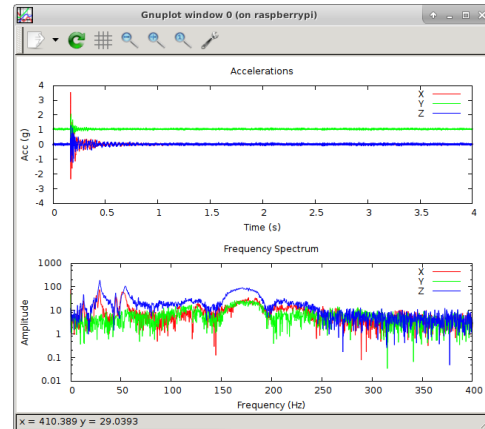 Gnuplot window 0 (on raspberrypi)
Accelerations
Acc (g)
4
3
2
1
0
-1
-2
-3
-4
X
Y
Z
0 0.5 1 1.5 2 2.5 3 3.5 4
Time (s)
Frequency Spectrum
Amplitude
1000
100
10
1
0.1
0.01
X
Y
Z
0 50 100 150 200 250 300 350 400
Frequency (Hz)
x = 410.389 y = 29.0393